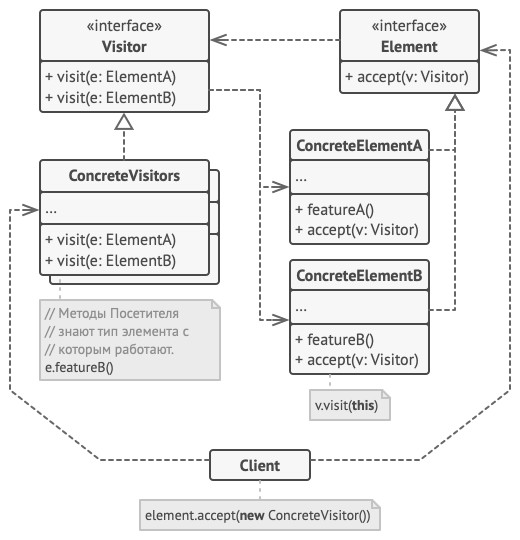 «interface»
Visitor
+ visit(e: ElementA)
+ visit(e: ElementB)
«interface»
Element
+ accept(v: Visitor)
ConcreteVisitors
...
+ visit(e: ElementA)
+ visit(e: ElementB)
ConcreteElementA
...
+ featureA()
+ accept(v: Visitor)
ConcreteElementB
...
+ featureB()
+ accept(v: Visitor)
// Методы Посетителя
// знают тип элемента с
// которым работают.
e.featureB()
v.visit(this)
Client
element.accept(new ConcreteVisitor())